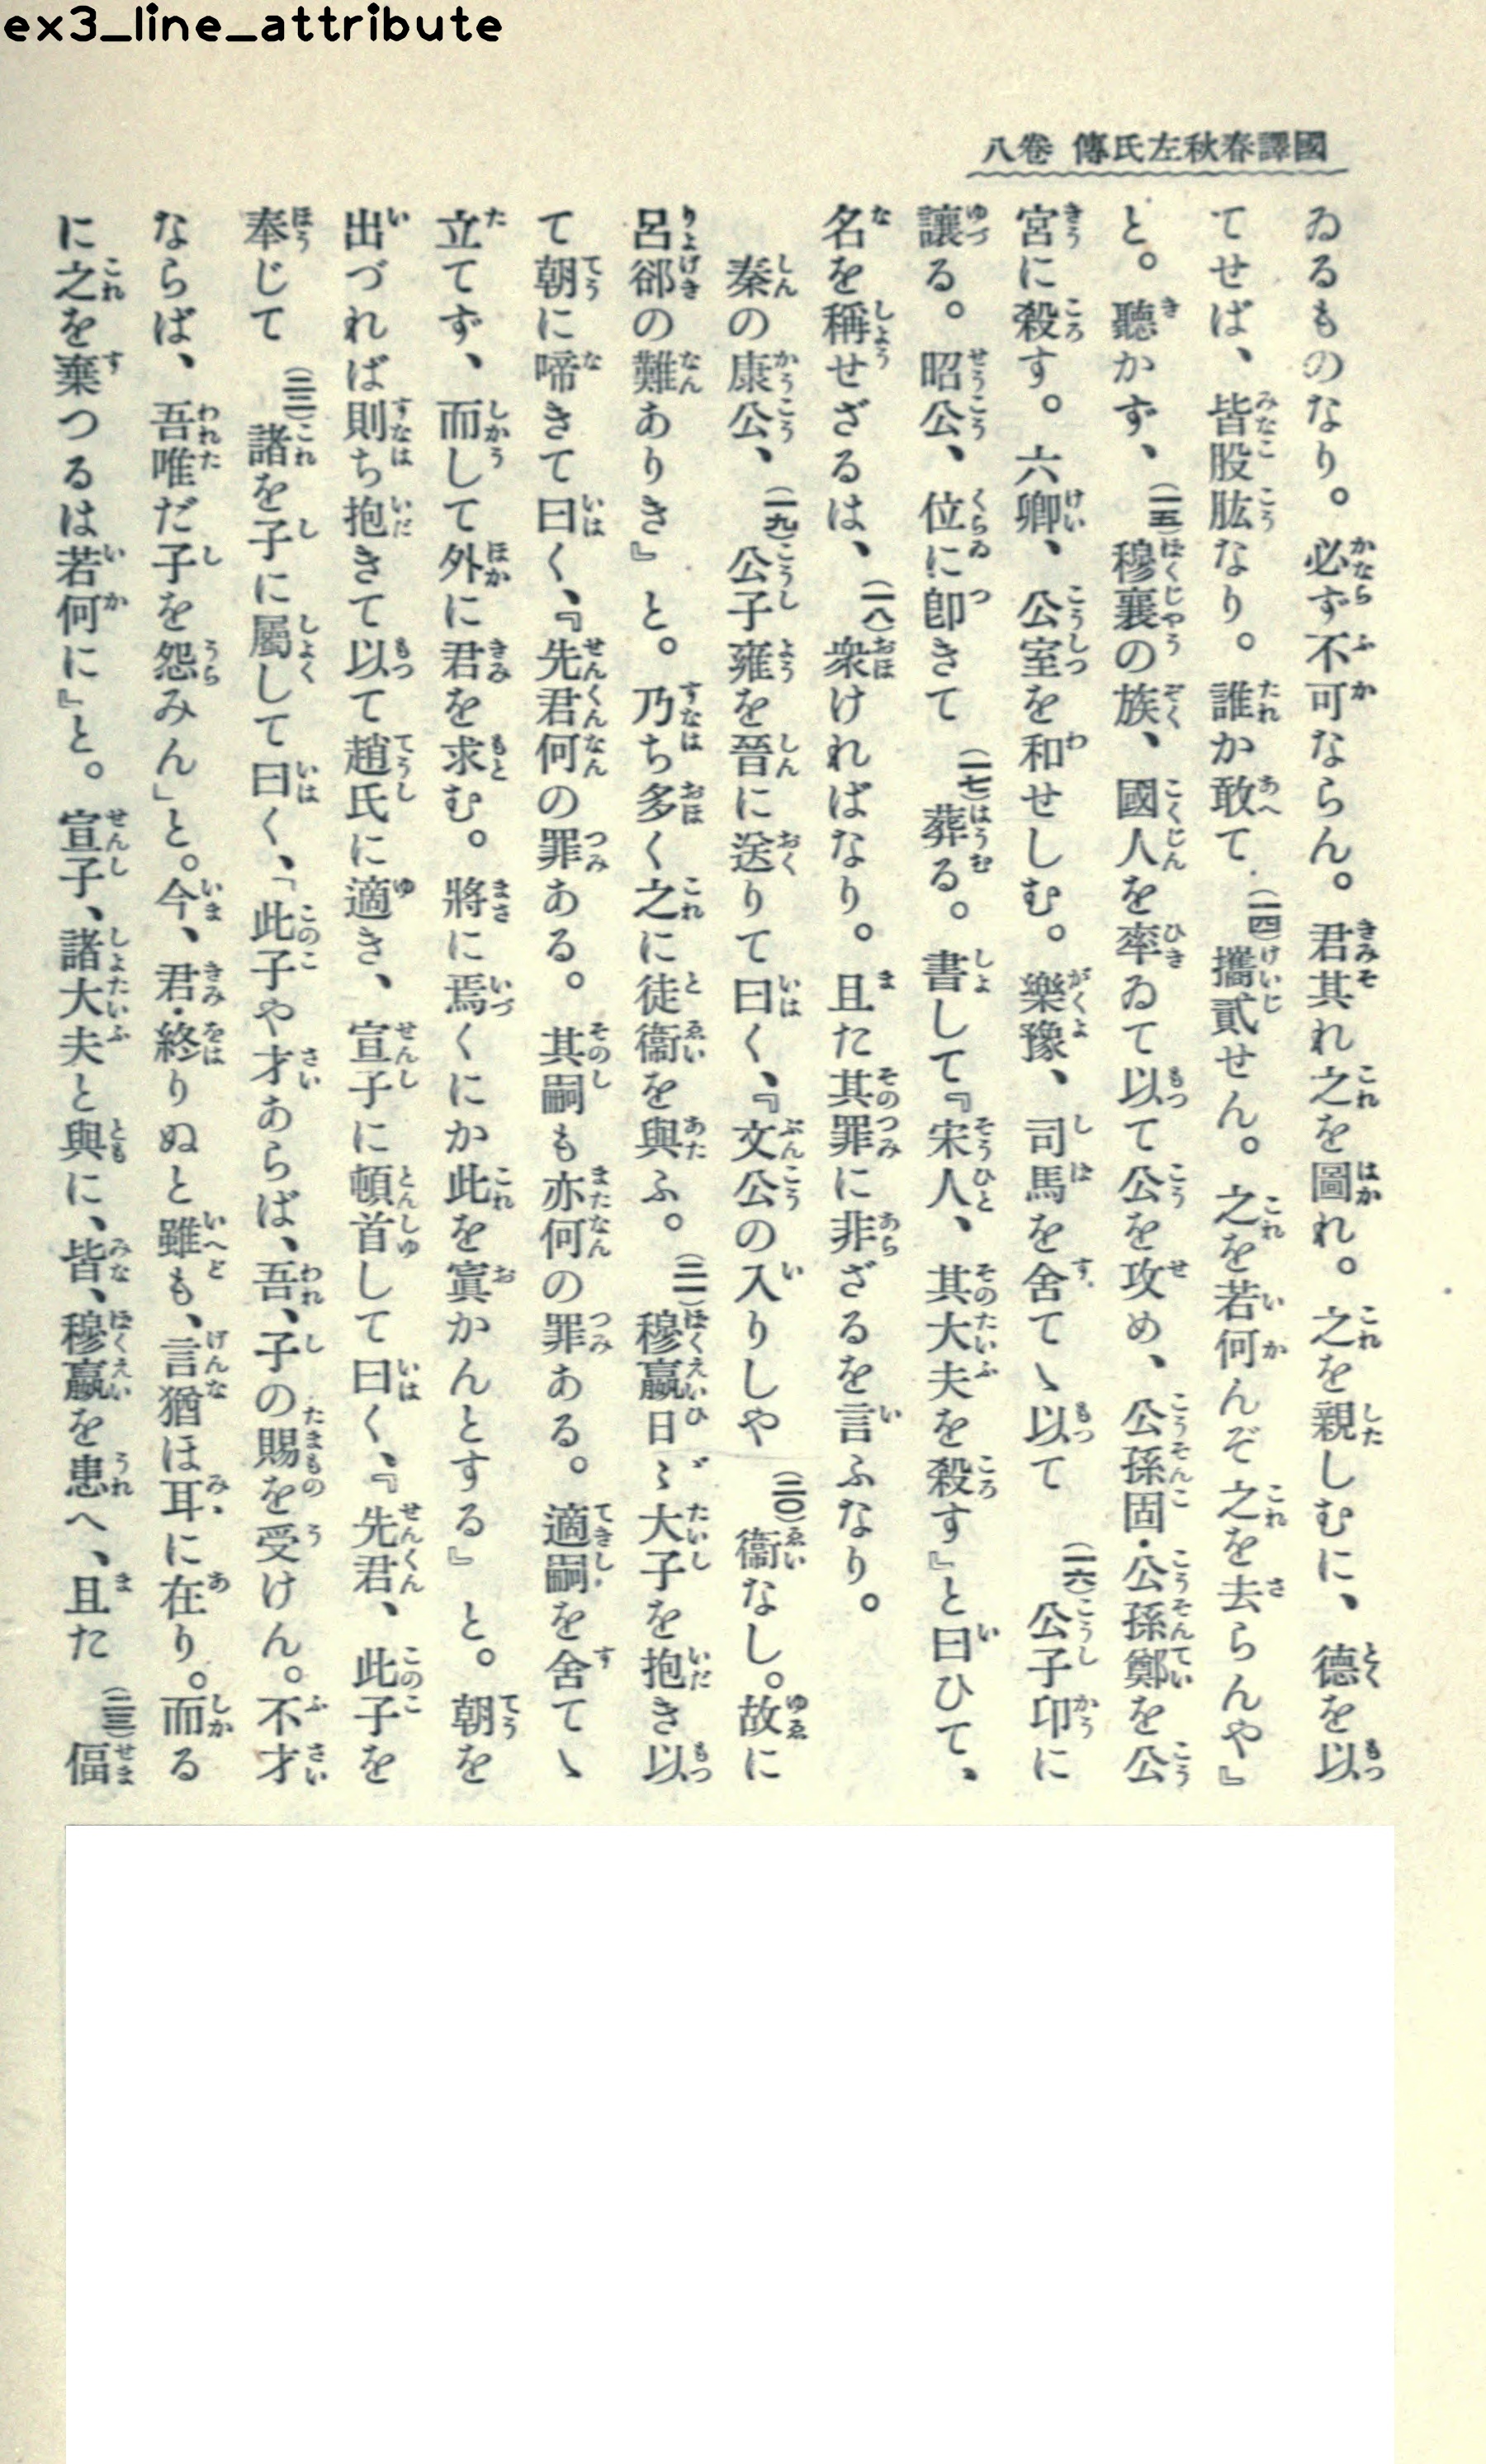 ex3_line_attribute
國譯春秋左氏傳 卷八
ゐるものなり。必ず不可ならん。君其れ之を圖れ。之を親しむに、德を以
てせば、皆股肱なり。誰か敢て(一四)攜貳せん。之を若何んぞ之を去らんや』
と。聽かず、(一五)穆襄の族、國人を率ゐて以て公を攻め、公孫固・公孫鄭を公
宮に殺す。六卿、公室を和せしむ。樂豫、司馬を舍てヽ以て(一六)公子卬に
讓る。昭公、位に卽きて(一七)葬る。書して『宋人、其大夫を殺す』と曰ひて、
名を稱せざるは、(一八)衆ければなり。且た其罪に非ざるを言ふなり。
秦の康公、(一九)公子雍を晉に送りて曰く、『文公の入りしや(二〇)衞なし。故に
呂郤の難ありき』と。乃ち多く之に徒衞を與ふ。(二一)穆嬴日〻大子を抱き以
て朝に啼きて曰く、『先君何の罪ある。其嗣も亦何の罪ある。適嗣を舍てヽ
立てず、而して外に君を求む。將に焉くにか此を寘かんとする』と。朝を
出づれば則ち抱きて以て趙氏に適き、宣子に頓首して曰く、『先君、此子を
奉じて(二二)諸を子に屬して曰く、「此子や才あらば、吾、子の賜を受けん。不才
ならば、吾唯だ子を怨みん」と。今、君・終りぬと雖も、言猶ほ耳に在り。而る
に之を棄つるは若何に』と。宣子、諸大夫と與に、皆、穆嬴を患へ、且た(二三)偪